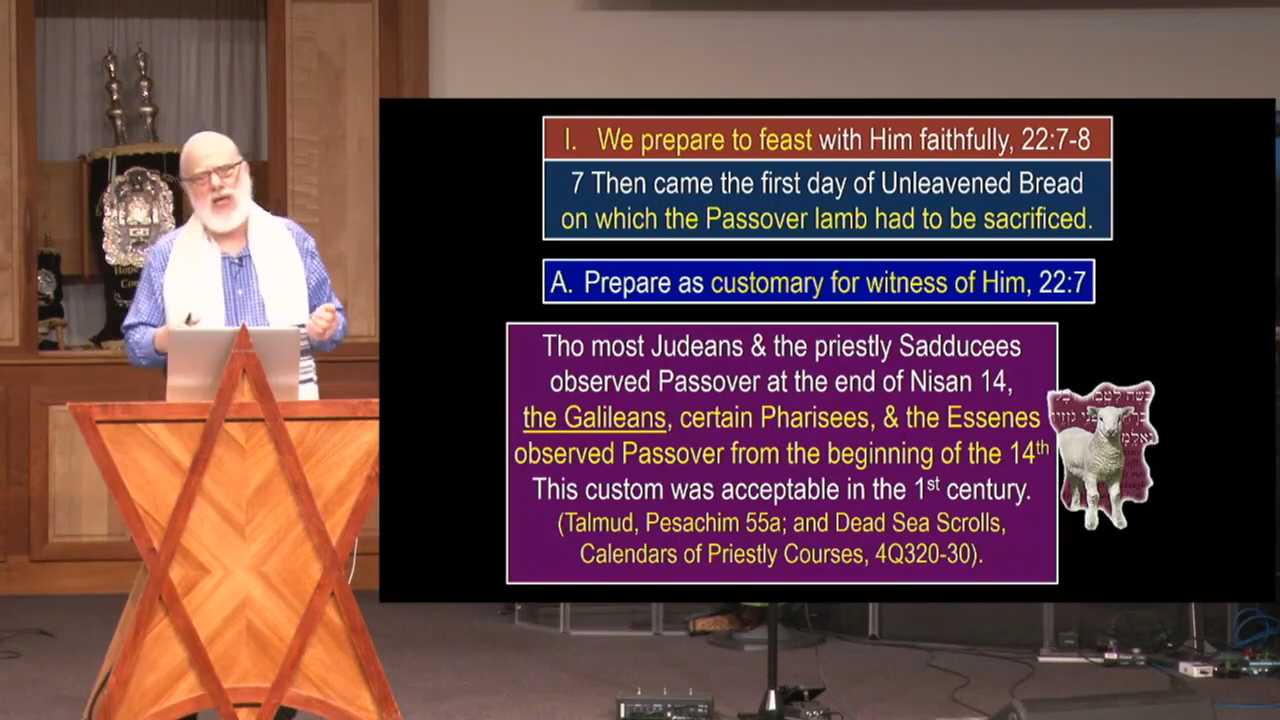 I. We prepare to feast with Him faithfully, 22:7-8
7 Then came the first day of Unleavened Bread
on which the Passover lamb had to be sacrificed.
A. Prepare as customary for witness of Him, 22:7
Tho most Judeans & the priestly Sadducees
observed Passover at the end of Nisan 14,
the Galileans, certain Pharisees, & the Essenes
observed Passover from the beginning of the 14th
This custom was acceptable in the 1st century.
(Talmud, Pesachim 55a; and Dead Sea Scrolls,
Calendars of Priestly Courses, 4Q320-30).
Hope